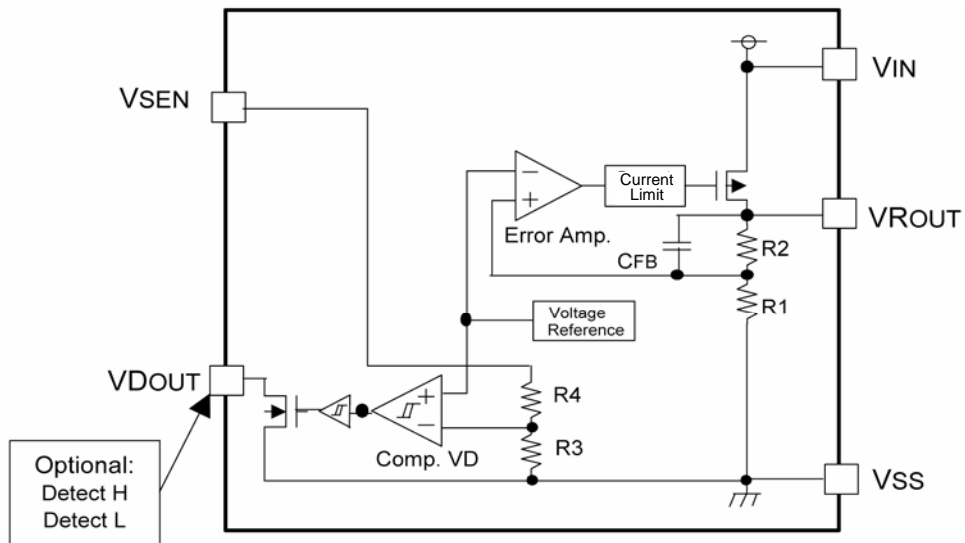 VIN
VSEN
Current
Limit
VROUT
Error Amp.
CFB
R2
R1
Voltage
Reference
VDOUT
R4
R3
Comp. VD
Optional:
Detect H
Detect L
VSS
−
+
+
−